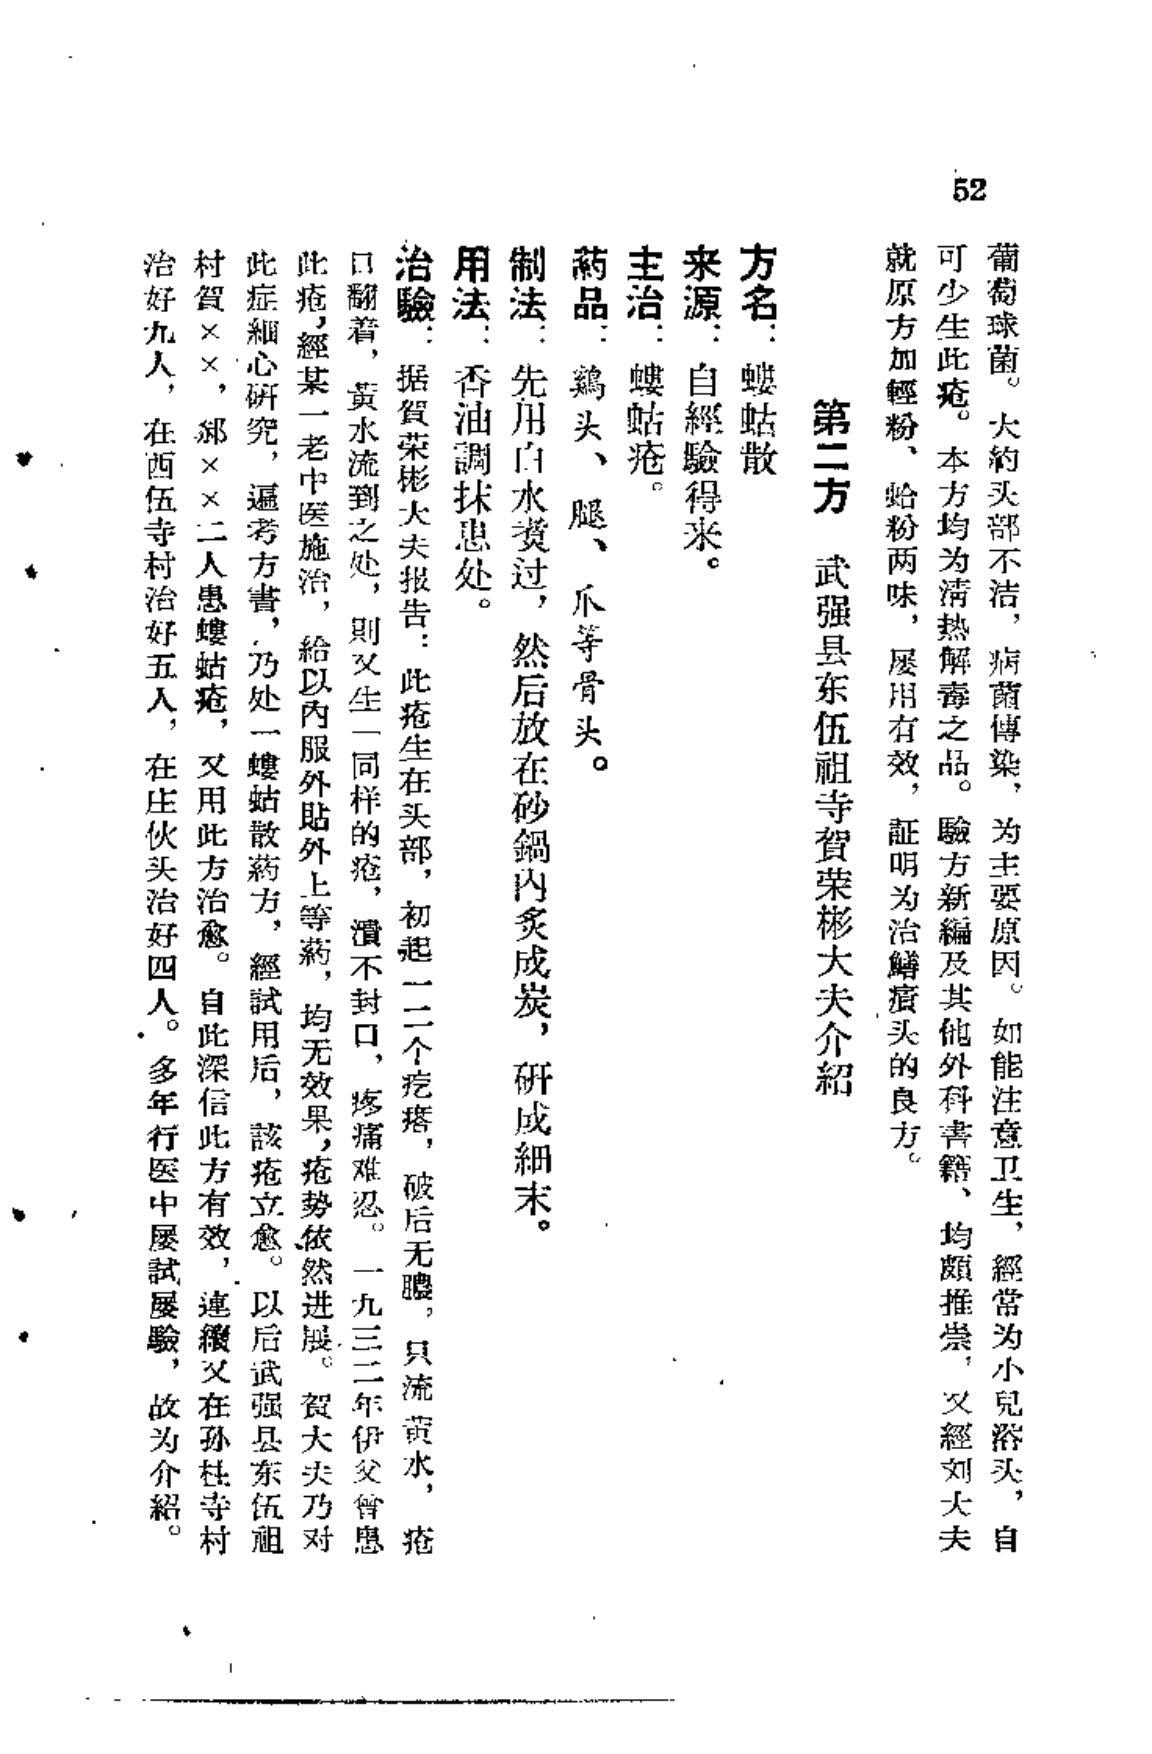 52
葡萄球菌。大約头部不洁，病菌傳染，为主要原因。如能注意卫生，經常为小兒浴头，自
可少生此疮。本方均为淸热解毒之品。驗方新編及其他外科書籍、均頗推崇，又經刘大夫
就原方加輕粉、蛤粉两味，屡用有效，証明为治鱔㿈头的良方。
第二方　武强县东伍祖寺賀荣彬大夫介紹
方名：螻蛄散
来源：自經驗得来。
主治：螻蛄疮。
葯品：鷄头、腿、爪等骨头。
制法：先用白水煑过，然后放在砂鍋內炙成炭，研成細末。
用法：香油調抹患处。
治驗：据賀荣彬大夫报告：此疮生在头部，初起一二个疙瘩，破后无膿，只流黃水，疮
口翻着，黃水流到之处，則又生一同样的疮，潰不封口，疼痛难忍。一九三二年伊父曾患
此疮，經某一老中医施治，給以內服外貼外上等葯，均无效果，疮势依然进展。賀大夫乃对
此症細心研究，遍考方書，乃处一螻蛄散葯方，經試用后，該疮立愈。以后武强县东伍祖
村賀××，郝××二人患螻蛄疮，又用此方治愈。自此深信此方有效，連續又在孙杜寺村
治好九人，在西伍寺村治好五人，在庄伙头治好四人。多年行医中屡試屡驗，故为介紹。